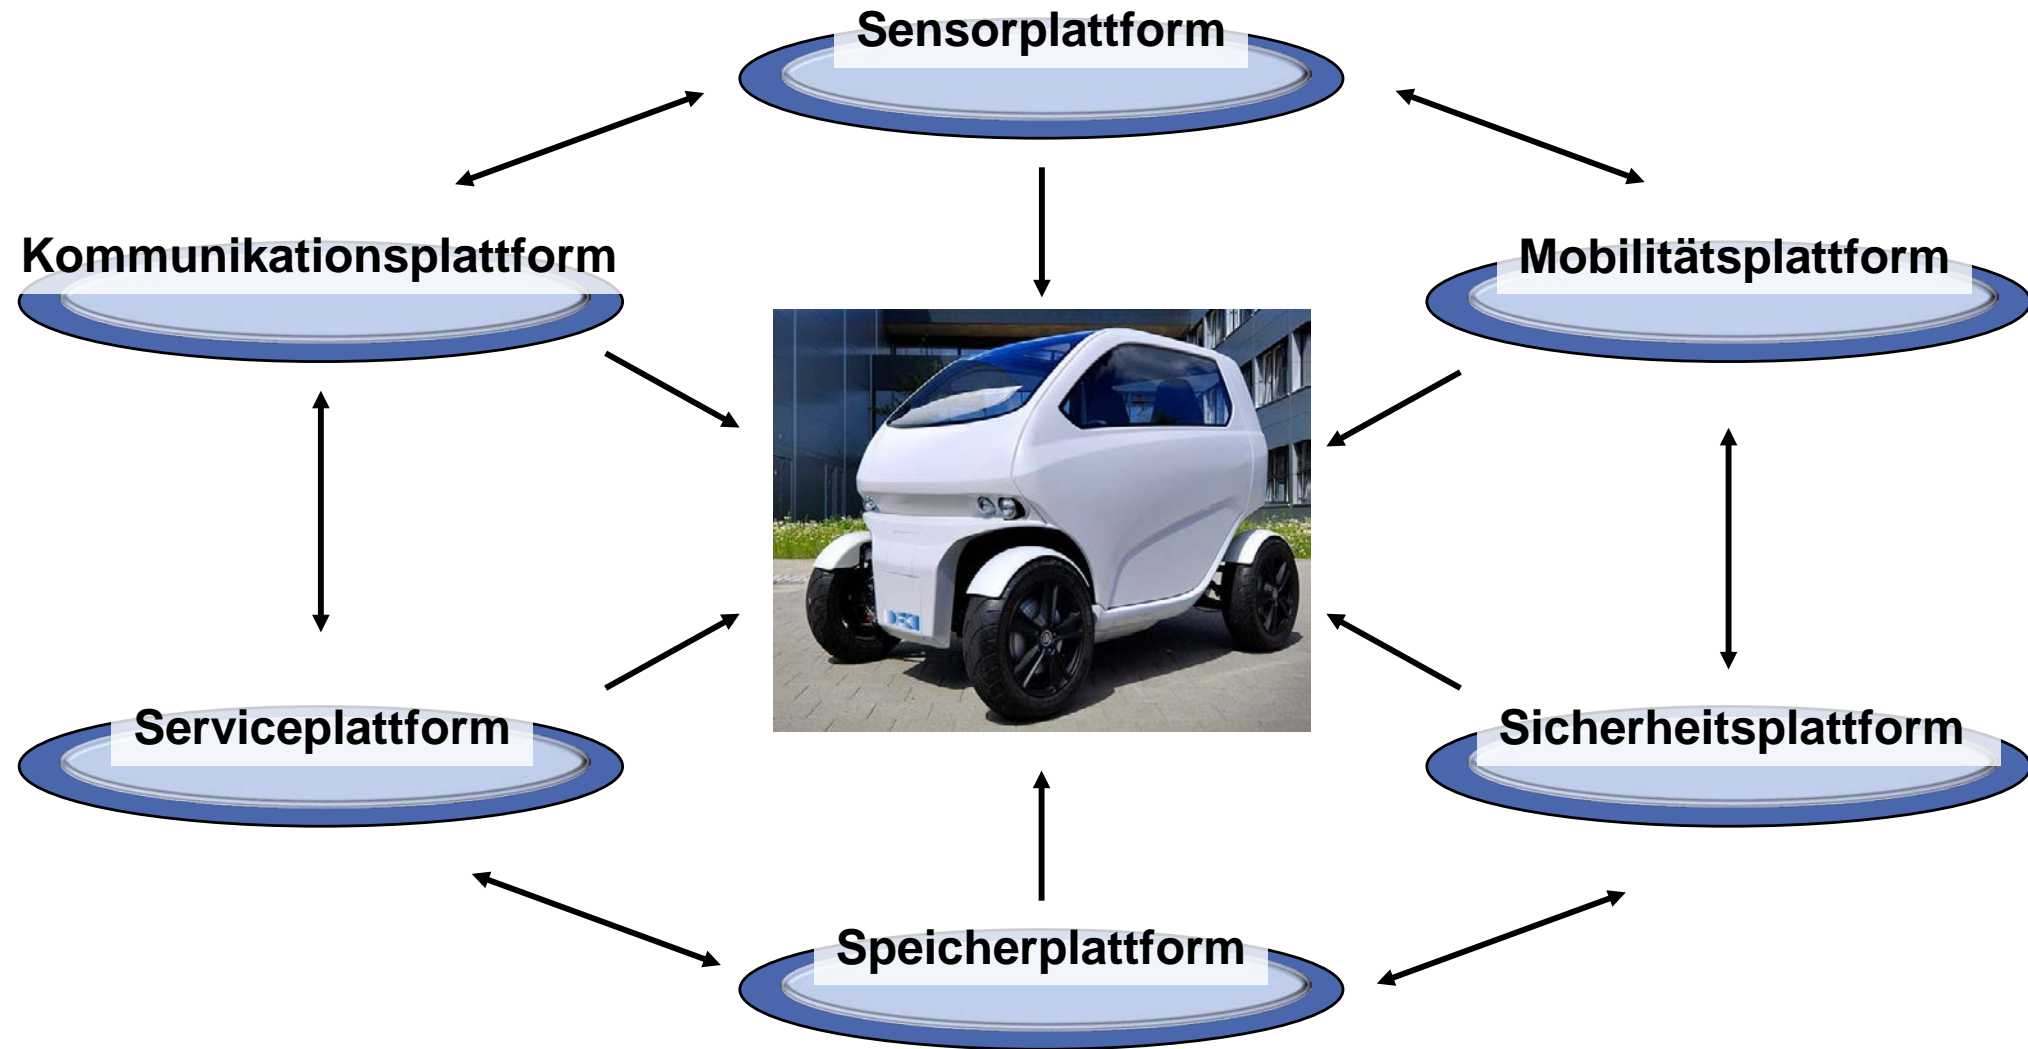 Sensorplattform
Kommunikationsplattform
Mobilitätsplattform
Serviceplattform
Sicherheitsplattform
Speicherplattform